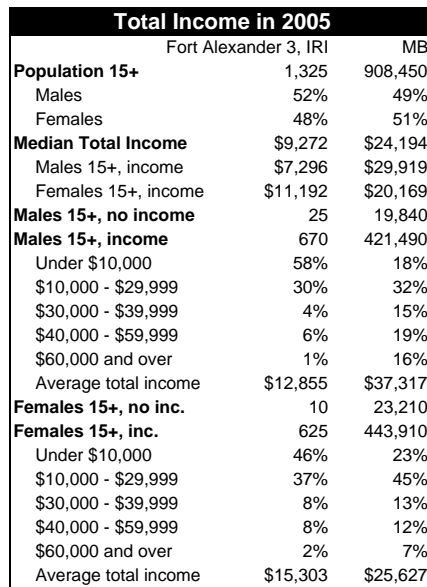 Total Income in 2005
Fort Alexander 3, IRI MB
Population 15+ 1,325 908,450
Males 52% 49%
Females 48% 51%
Median Total Income $9,272 $24,194
Males 15+, income $7,296 $29,919
Females 15+, income $11,192 $20,169
Males 15+, no income 25 19,840
Males 15+, income 670 421,490
Under $10,000 58% 18%
$10,000 - $29,999 30% 32%
$30,000 - $39,999 4% 15%
$40,000 - $59,999 6% 19%
$60,000 and over 1% 16%
Average total income $12,855 $37,317
Females 15+, no inc. 10 23,210
Females 15+, inc. 625 443,910
Under $10,000 46% 23%
$10,000 - $29,999 37% 45%
$30,000 - $39,999 8% 13%
$40,000 - $59,999 8% 12%
$60,000 and over 2% 7%
Average total income $15,303 $25,627